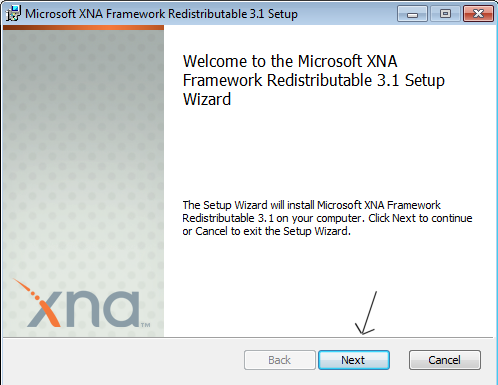 Microsoft XNA Framework Redistributable 3.1 Setup
Welcome to the Microsoft XNA
Framework Redistributable 3.1 Setup
Wizard
The Setup Wizard will install Microsoft XNA Framework
Redistributable 3.1 on your computer. Click Next to continue
or Cancel to exit the Setup Wizard.
xna™
Back Next Cancel